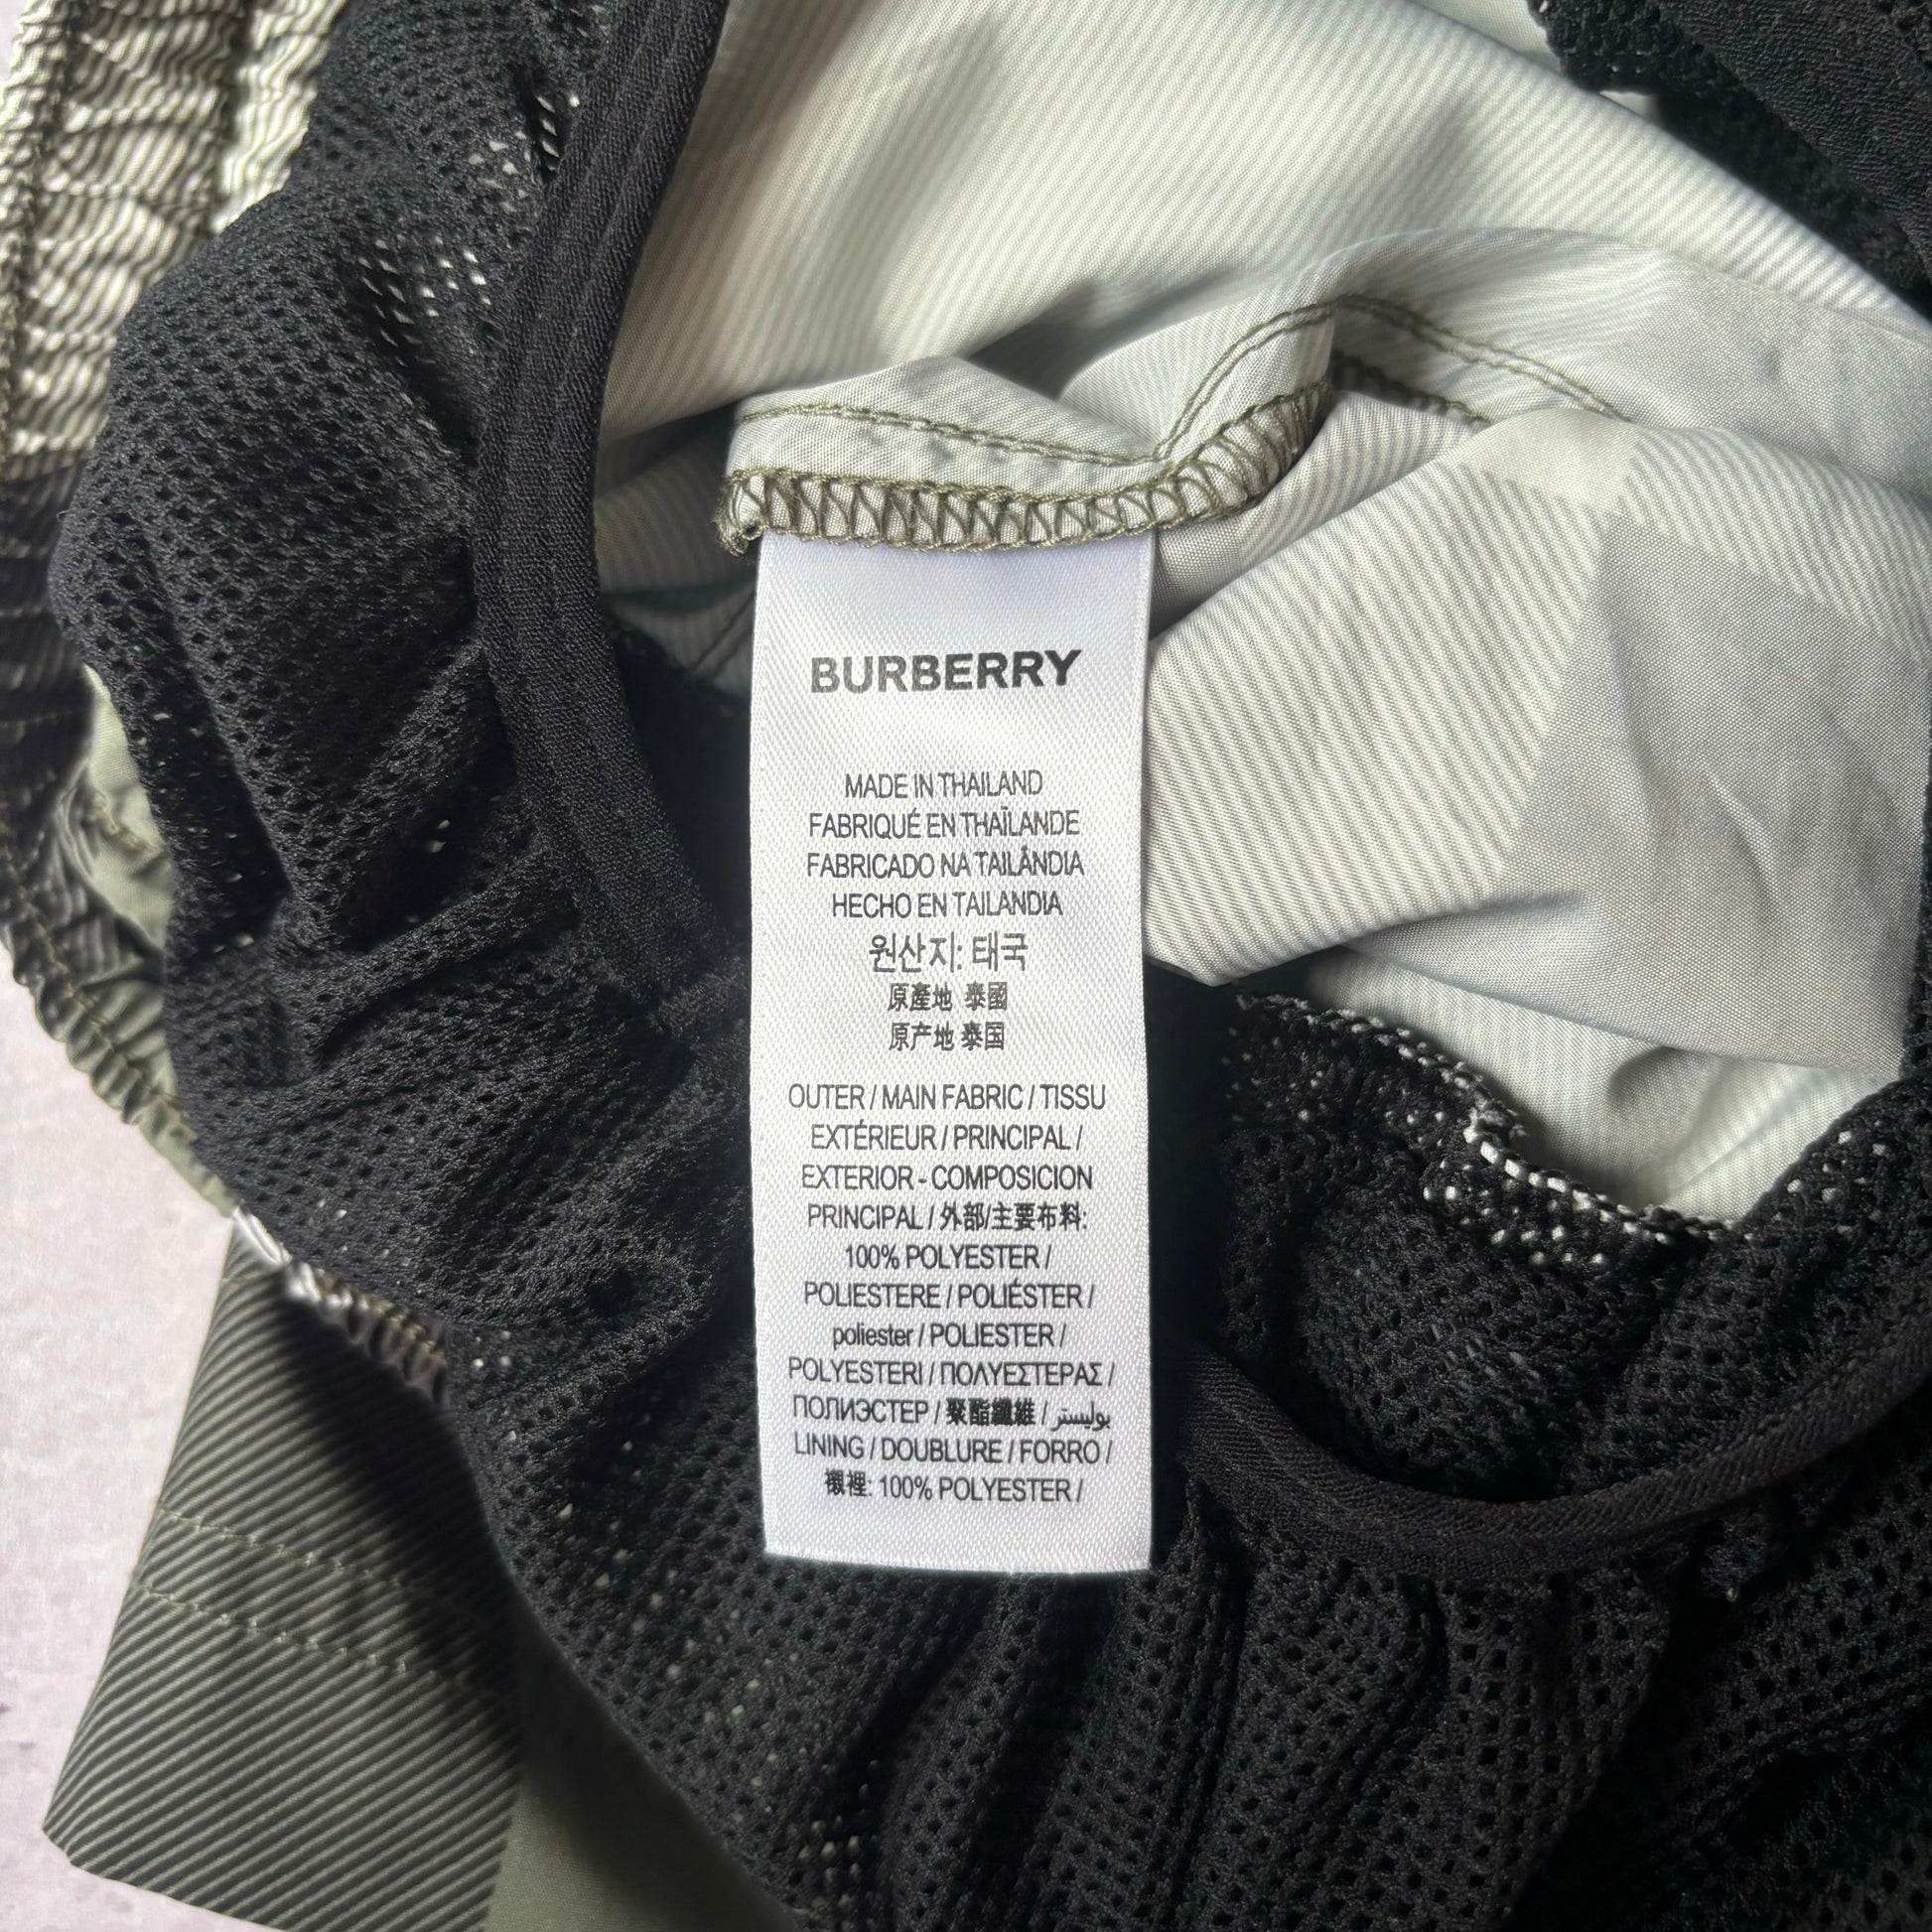 BURBERRY
MADE IN THAILAND
FABRIQUÉ EN THAÏLANDE
FABRICADO NA TAILÂNDIA
HECHO EN TAILANDIA
원산지: 태국
原產地 泰國
原产地 泰国
OUTER / MAIN FABRIC / TISSU
EXTÉRIEUR / PRINCIPAL /
EXTERIOR - COMPOSICION
PRINCIPAL / 外部/主要布料:
100% POLYESTER /
POLIESTERE / POLIÉSTER /
poliester / POLIESTER /
POLYESTERI / ΠΟΛΥΕΣΤΕΡΑΣ /
ПОЛИЭСТЕР / 聚酯纖維 / بوليستر
LINING / DOUBLURE / FORRO /
襯裡: 100% POLYESTER /